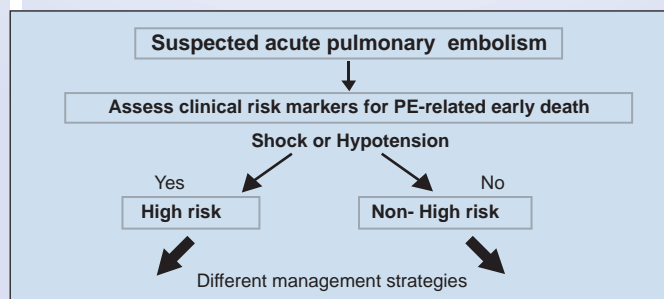 Suspected acute pulmonary embolism
Assess clinical risk markers for PE-related early death
Shock or Hypotension
Yes No
High risk Non- High risk
Different management strategies